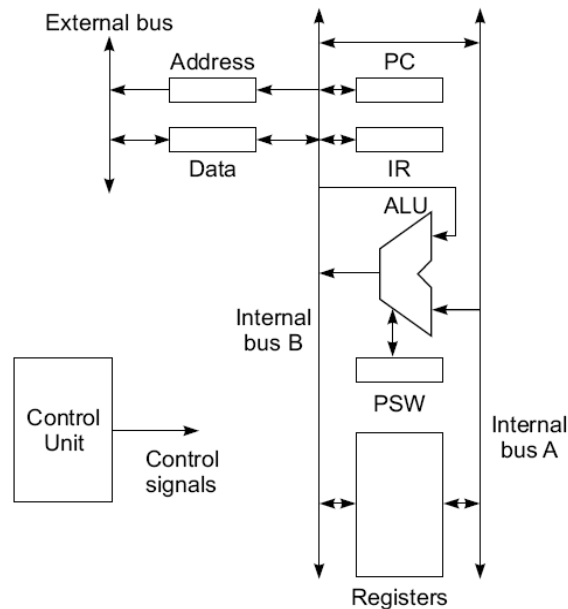 External bus
Address
PC
Data
IR
ALU
Internal
bus B
PSW
Control
Unit
Control
signals
Internal
bus A
Registers